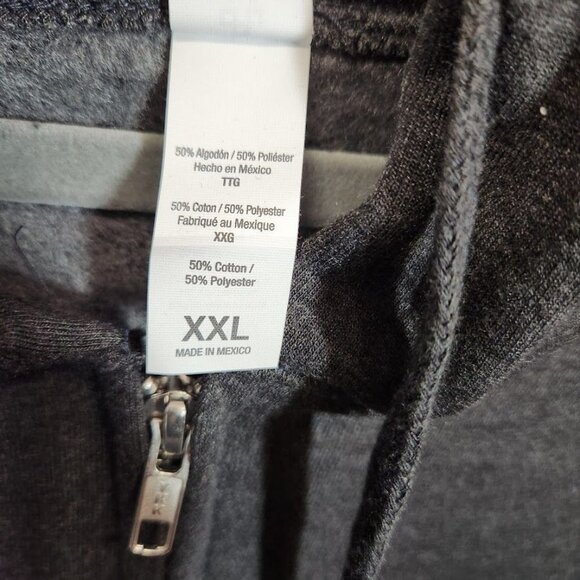 50% Algodón / 50% Poliéster
Hecho en México
TTG
50% Coton / 50% Polyester
Fabriqué au Mexique
XXG
50% Cotton /
50% Polyester
XXL
MADE IN MEXICO